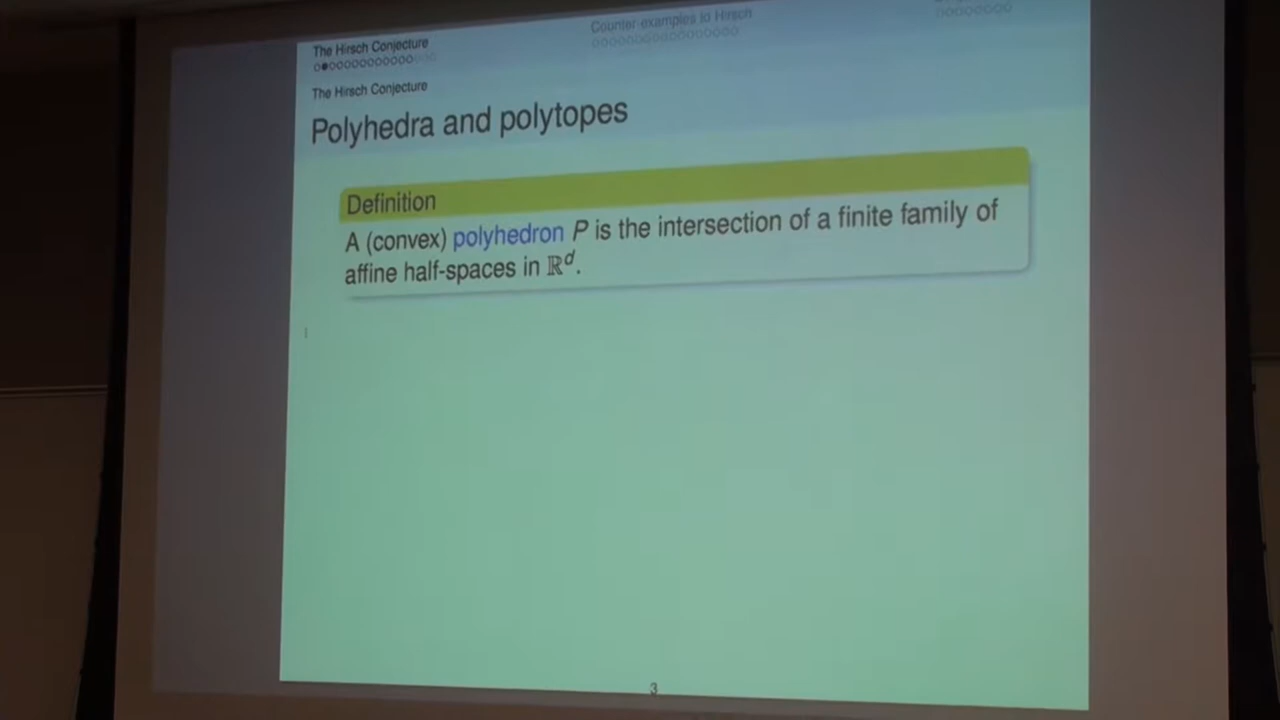 The Hirsch Conjecture
Counter-examples to Hirsch
The Hirsch Conjecture
Polyhedra and polytopes
Definition
A (convex) polyhedron P is the intersection of a finite family of
affine half-spaces in ℝᵈ.
3